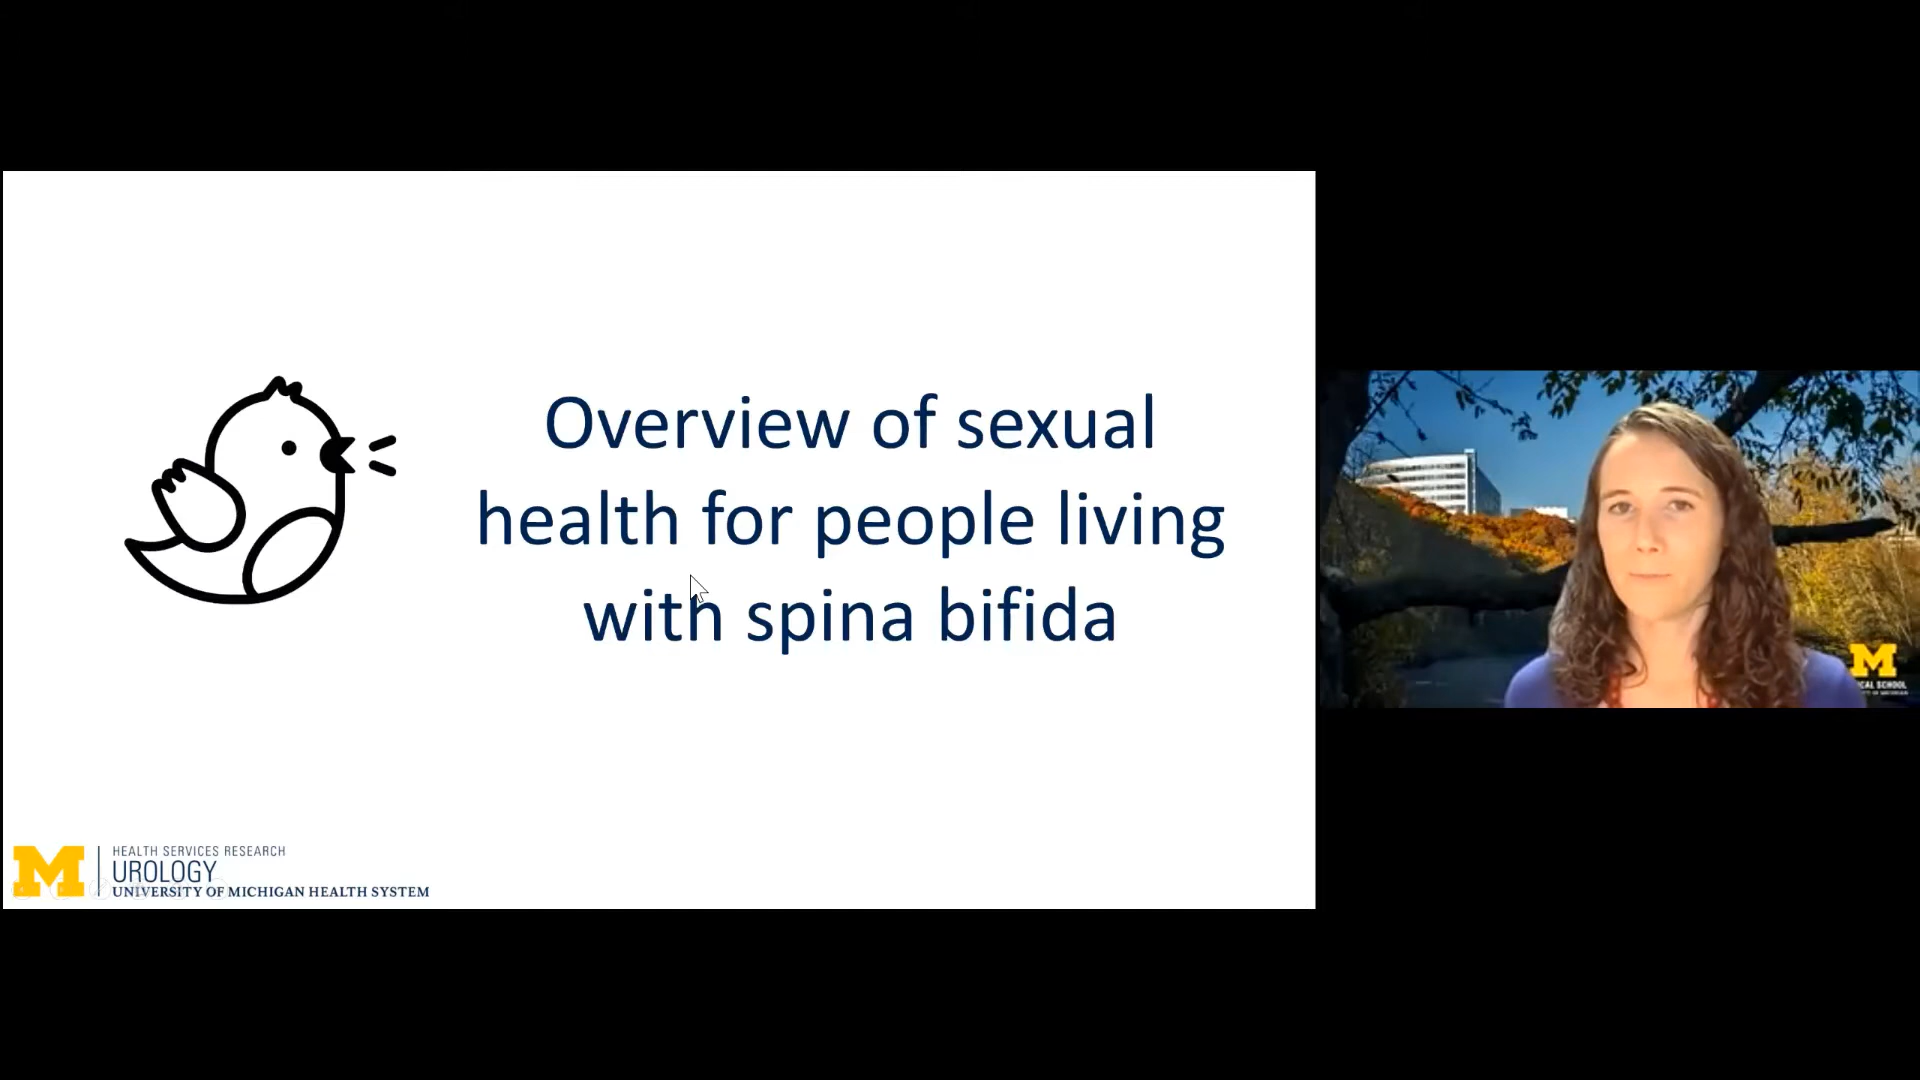 Overview of sexual
health for people living
with spina bifida
M
HEALTH SERVICES RESEARCH
UROLOGY
UNIVERSITY OF MICHIGAN HEALTH SYSTEM
M
SCHOOL